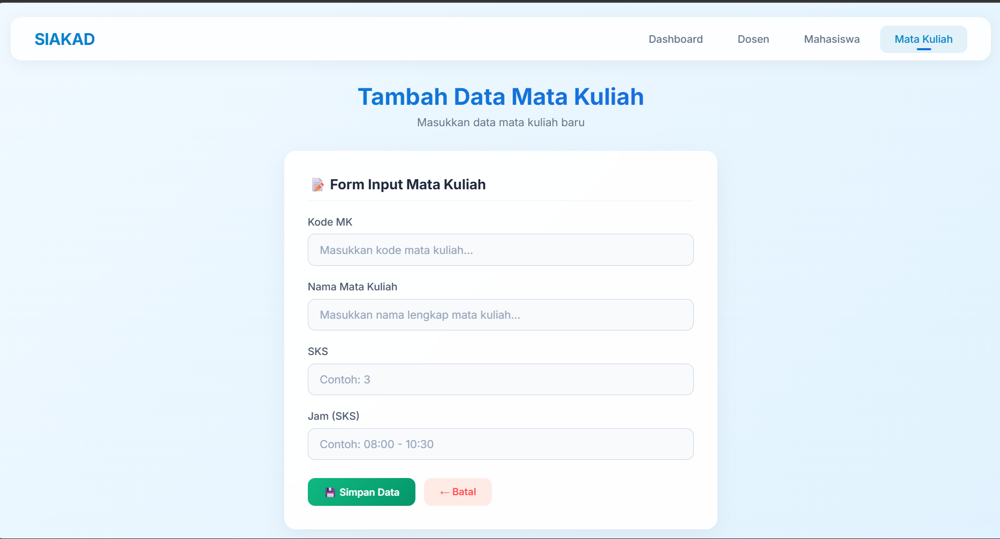 SIAKAD
Dashboard
Dosen
Mahasiswa
Mata Kuliah
Tambah Data Mata Kuliah
Masukkan data mata kuliah baru
📝 Form Input Mata Kuliah
Kode MK
Masukkan kode mata kuliah...
Nama Mata Kuliah
Masukkan nama lengkap mata kuliah...
SKS
Contoh: 3
Jam (SKS)
Contoh: 08:00 - 10:30
💾 Simpan Data
← Batal